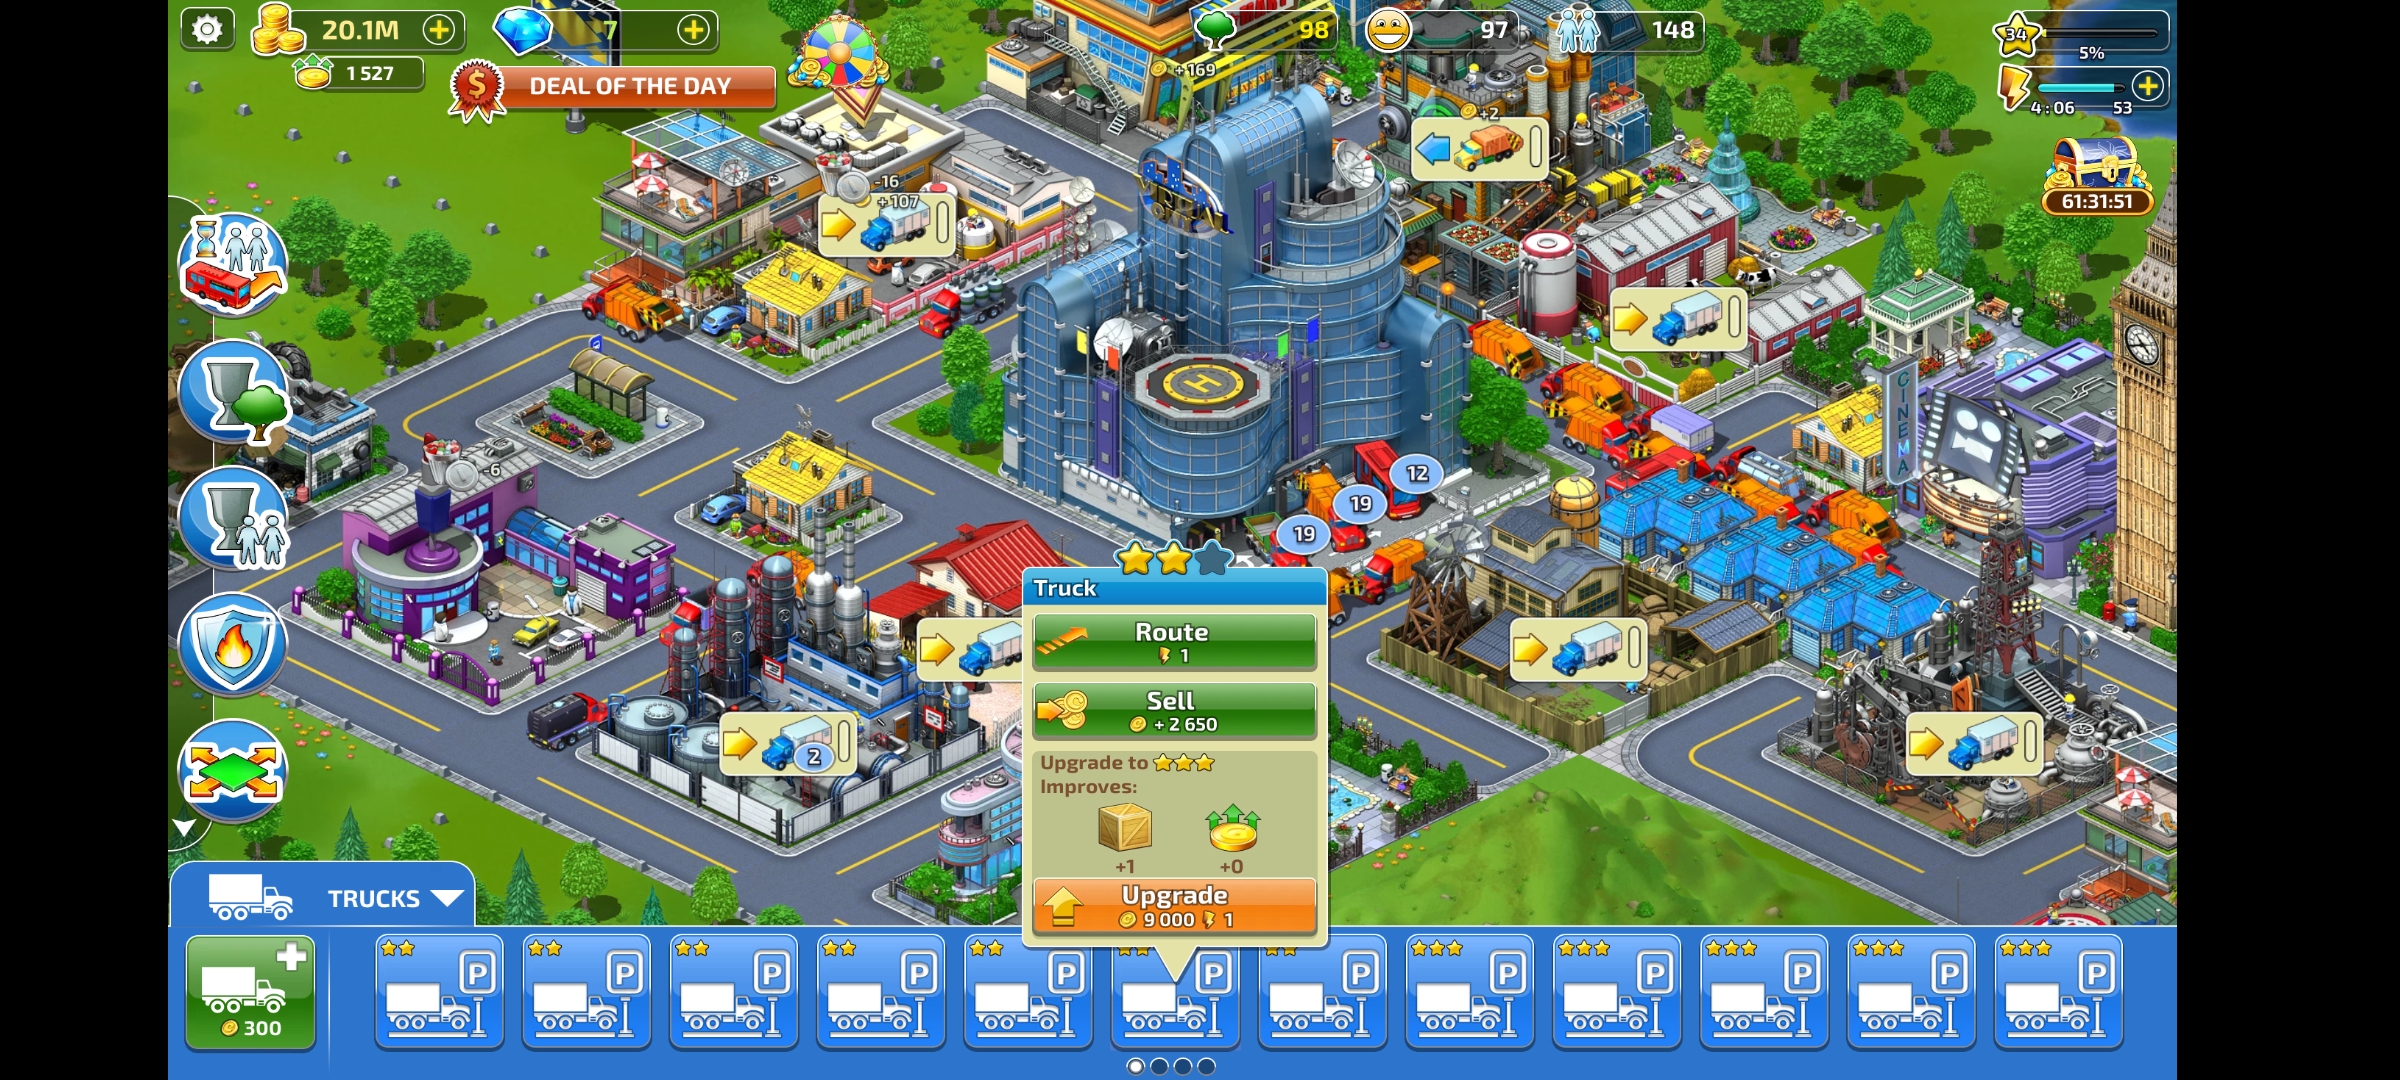 20.1M
7
98
97
148
34
5%
1 527
DEAL OF THE DAY
+169
+2
4:06
53
-16
+107
61:31:51
CINEMA
-6
12
19
19
Truck
Route
1
Sell
+ 2 650
2
Upgrade to
Improves:
+1
+0
Upgrade
9 000 1
TRUCKS
300
P
P
P
P
P
P
P
P
P
P
P
P
H